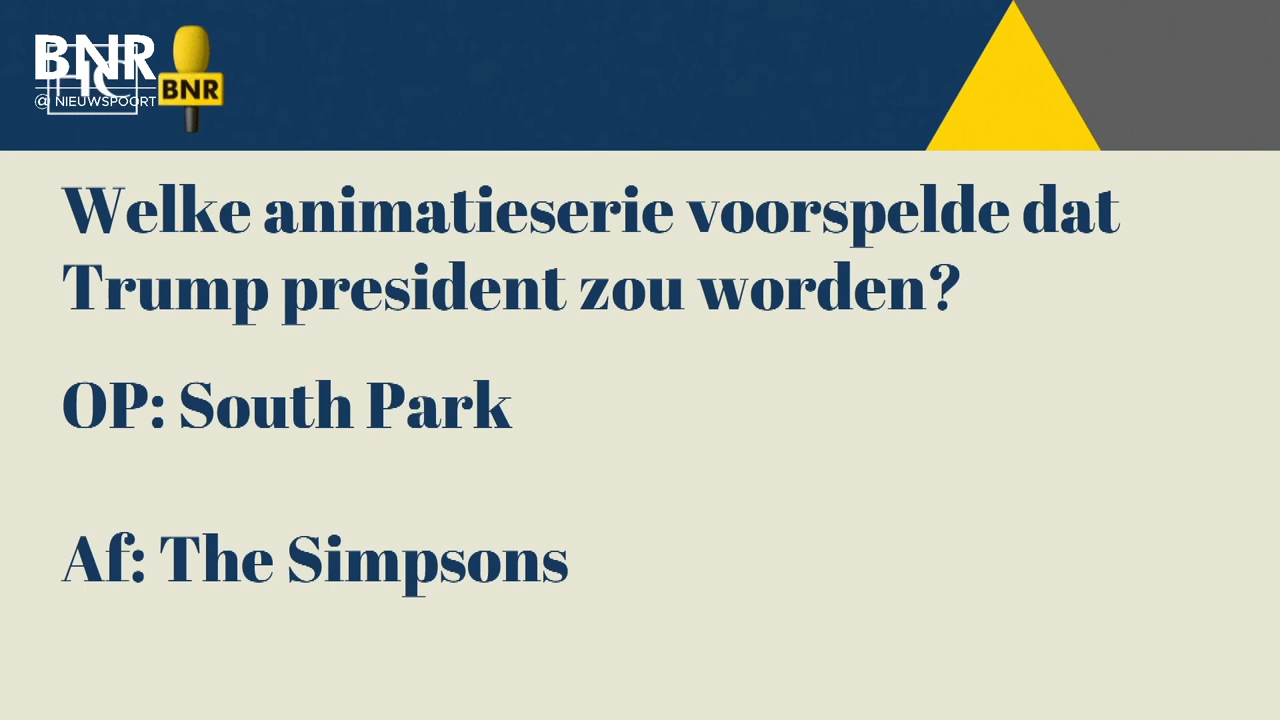 BNR
@ NIEUWSPOORT
BNR
Welke animatieserie voorspelde dat
Trump president zou worden?
OP: South Park
Af: The Simpsons